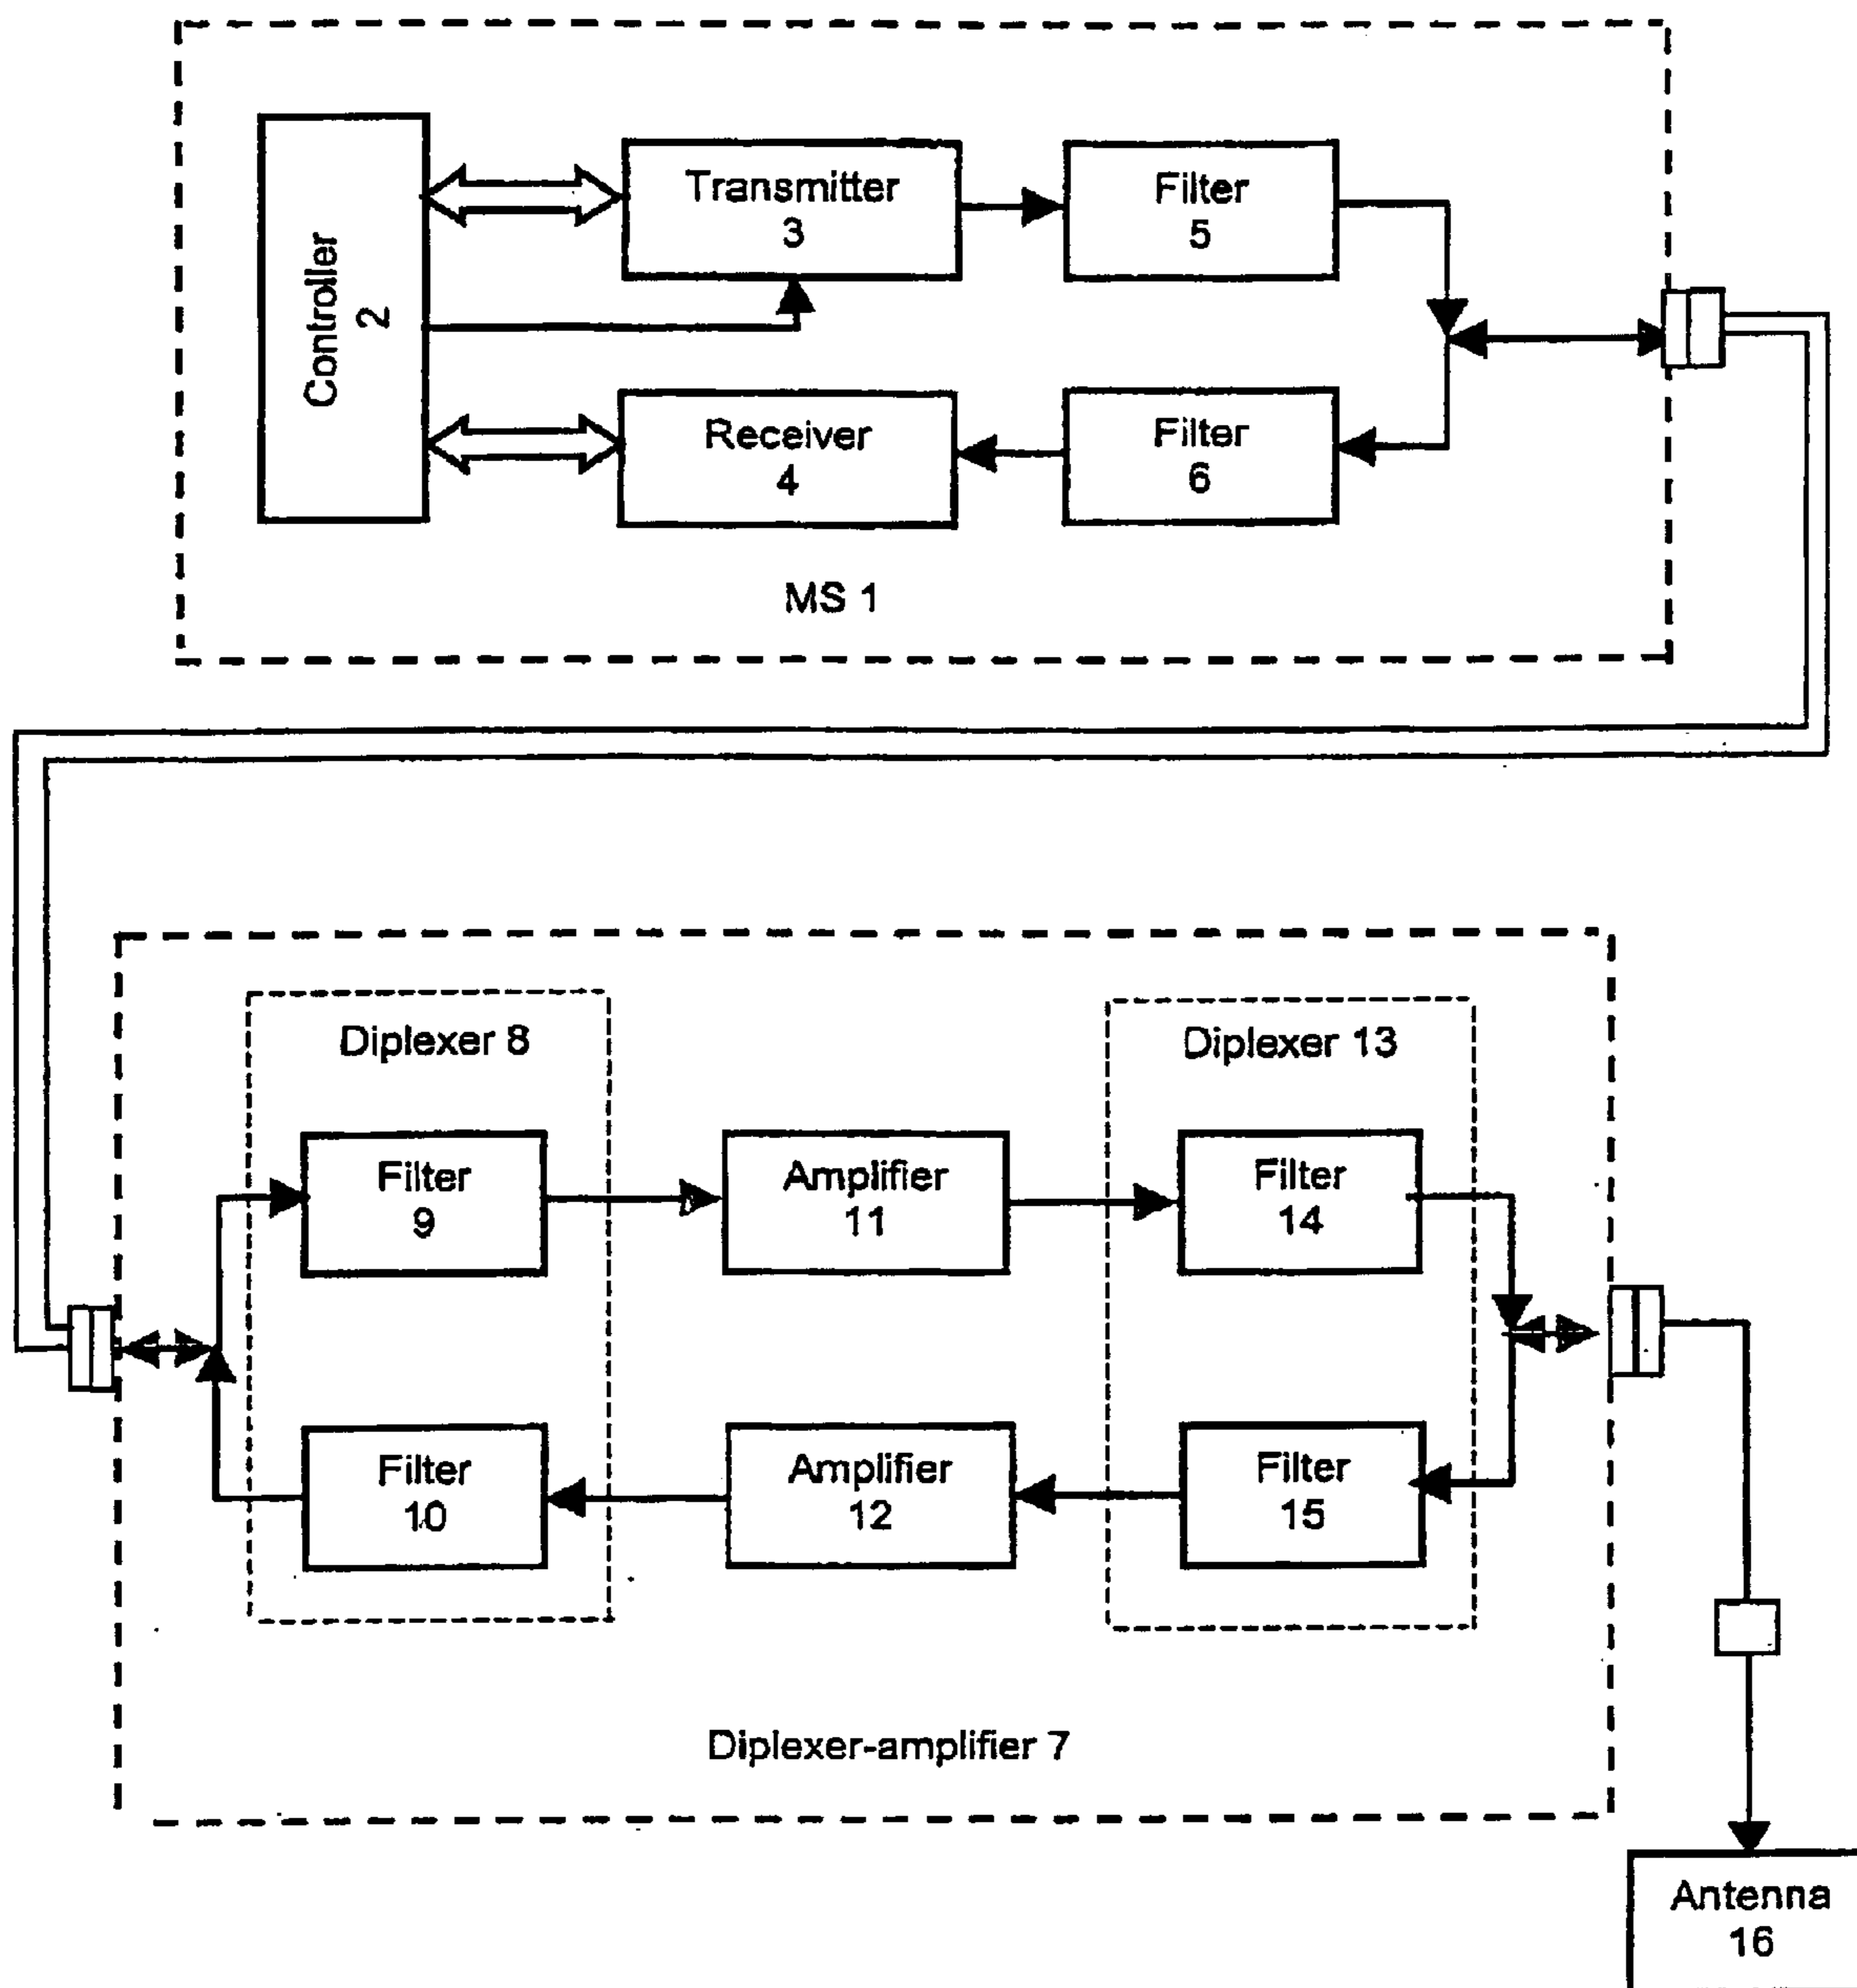 Controller
2
Transmitter
3
Filter
5
Receiver
4
Filter
6
MS 1
Diplexer 8
Diplexer 13
Filter
9
Amplifier
11
Filter
14
Filter
10
Amplifier
12
Filter
15
Diplexer-amplifier 7
Antenna
16